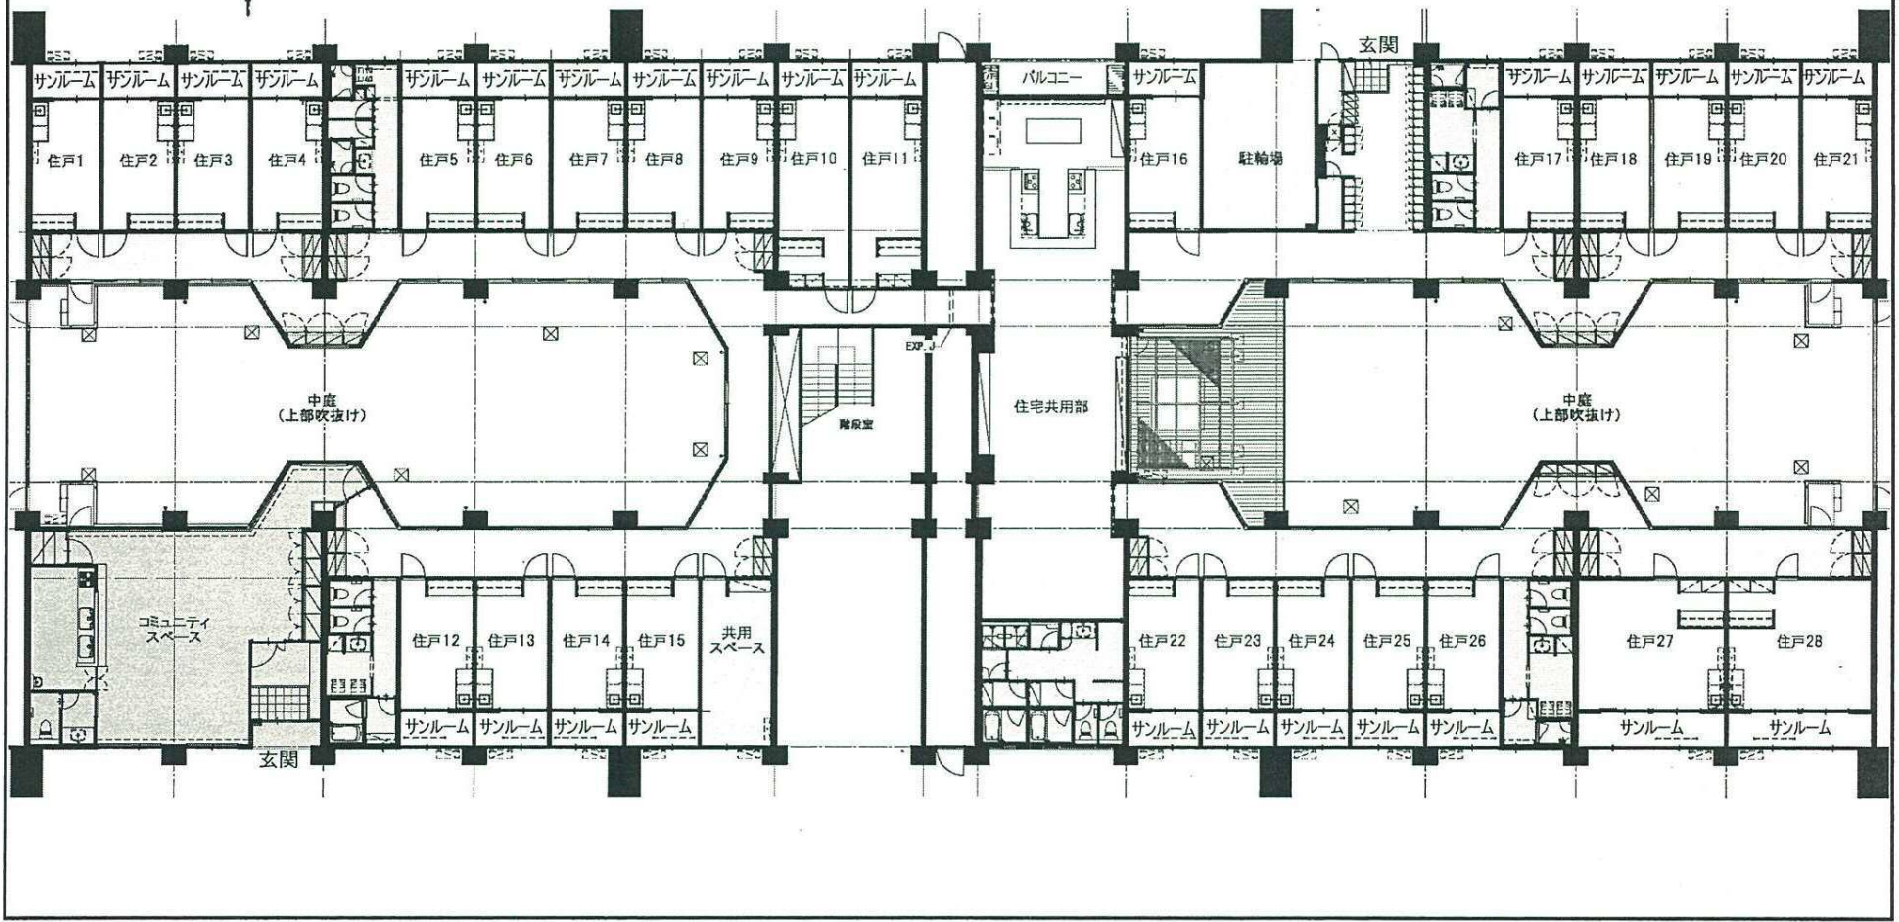 玄関
サンルーム サンルーム サンルーム サンルーム サンルーム サンルーム サンルーム サンルーム サンルーム サンルーム サンルーム バルコニー サンルーム サンルーム サンルーム サンルーム サンルーム サンルーム
住戸1 住戸2 住戸3 住戸4 住戸5 住戸6 住戸7 住戸8 住戸9 住戸10 住戸11 住戸16 駐輪場 住戸17 住戸18 住戸19 住戸20 住戸21
EXP.J
中庭
(上部吹抜け)
階段室
住宅共用部
中庭
(上部吹抜け)
コミュニティ
スペース
住戸12 住戸13 住戸14 住戸15
共用
スペース
住戸22 住戸23 住戸24 住戸25 住戸26 住戸27 住戸28
サンルーム サンルーム サンルーム サンルーム サンルーム サンルーム サンルーム サンルーム サンルーム サンルーム サンルーム
玄関